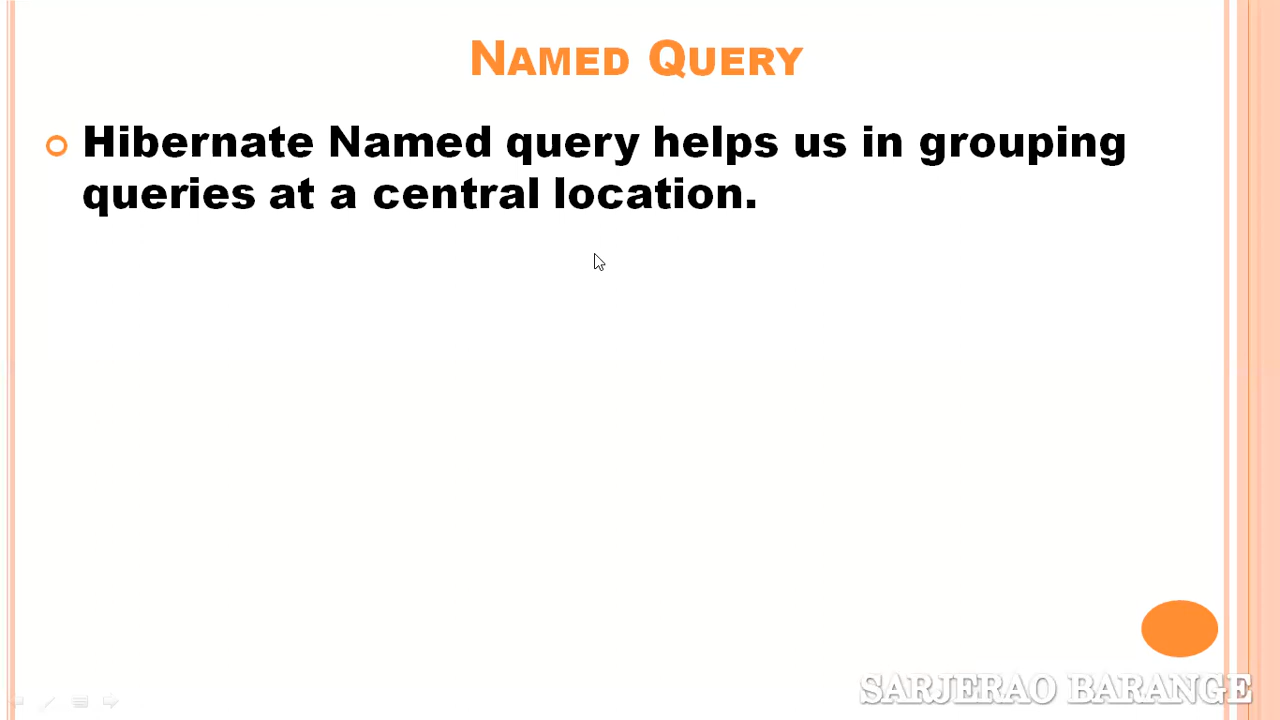 Named Query
Hibernate Named query helps us in grouping
queries at a central location.
SARJERAO BARANGE